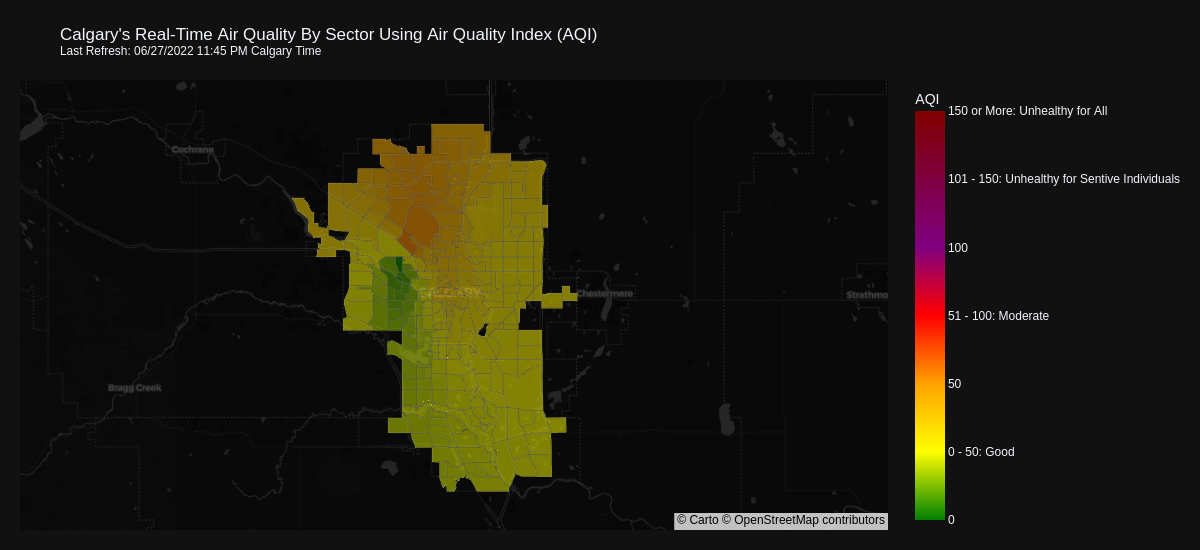 Calgary's Real-Time Air Quality By Sector Using Air Quality Index (AQI)
Last Refresh: 06/27/2022 11:45 PM Calgary Time
AQI
150 or More: Unhealthy for All
101 - 150: Unhealthy for Sentive Individuals
100
51 - 100: Moderate
50
0 - 50: Good
0
Cochrane
Chestermere
Strathmo
Bragg Creek
© Carto © OpenStreetMap contributors